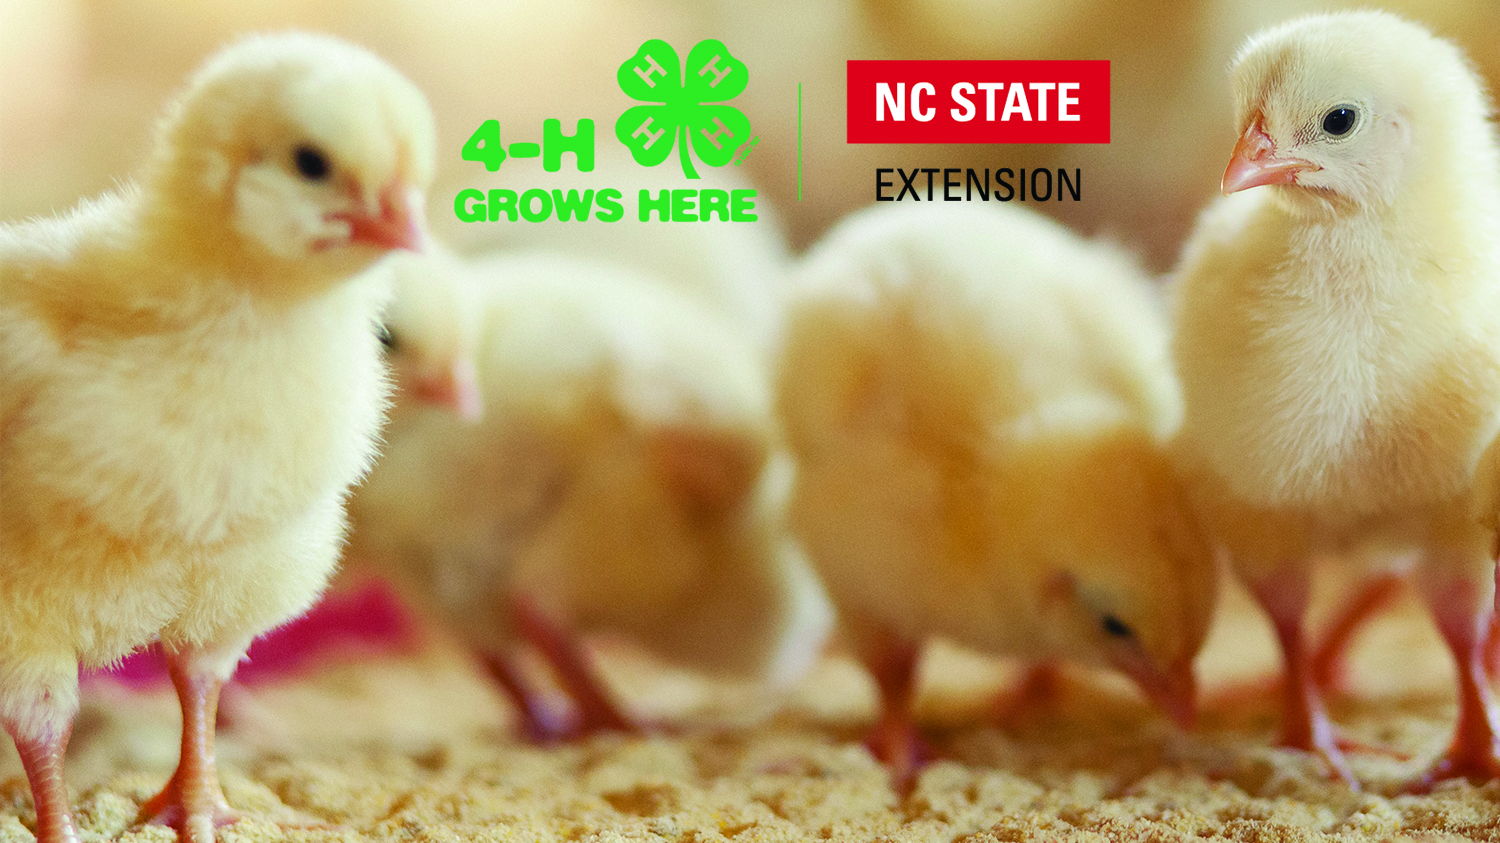 4-H
GROWS HERE
H H
H H
NC STATE
EXTENSION